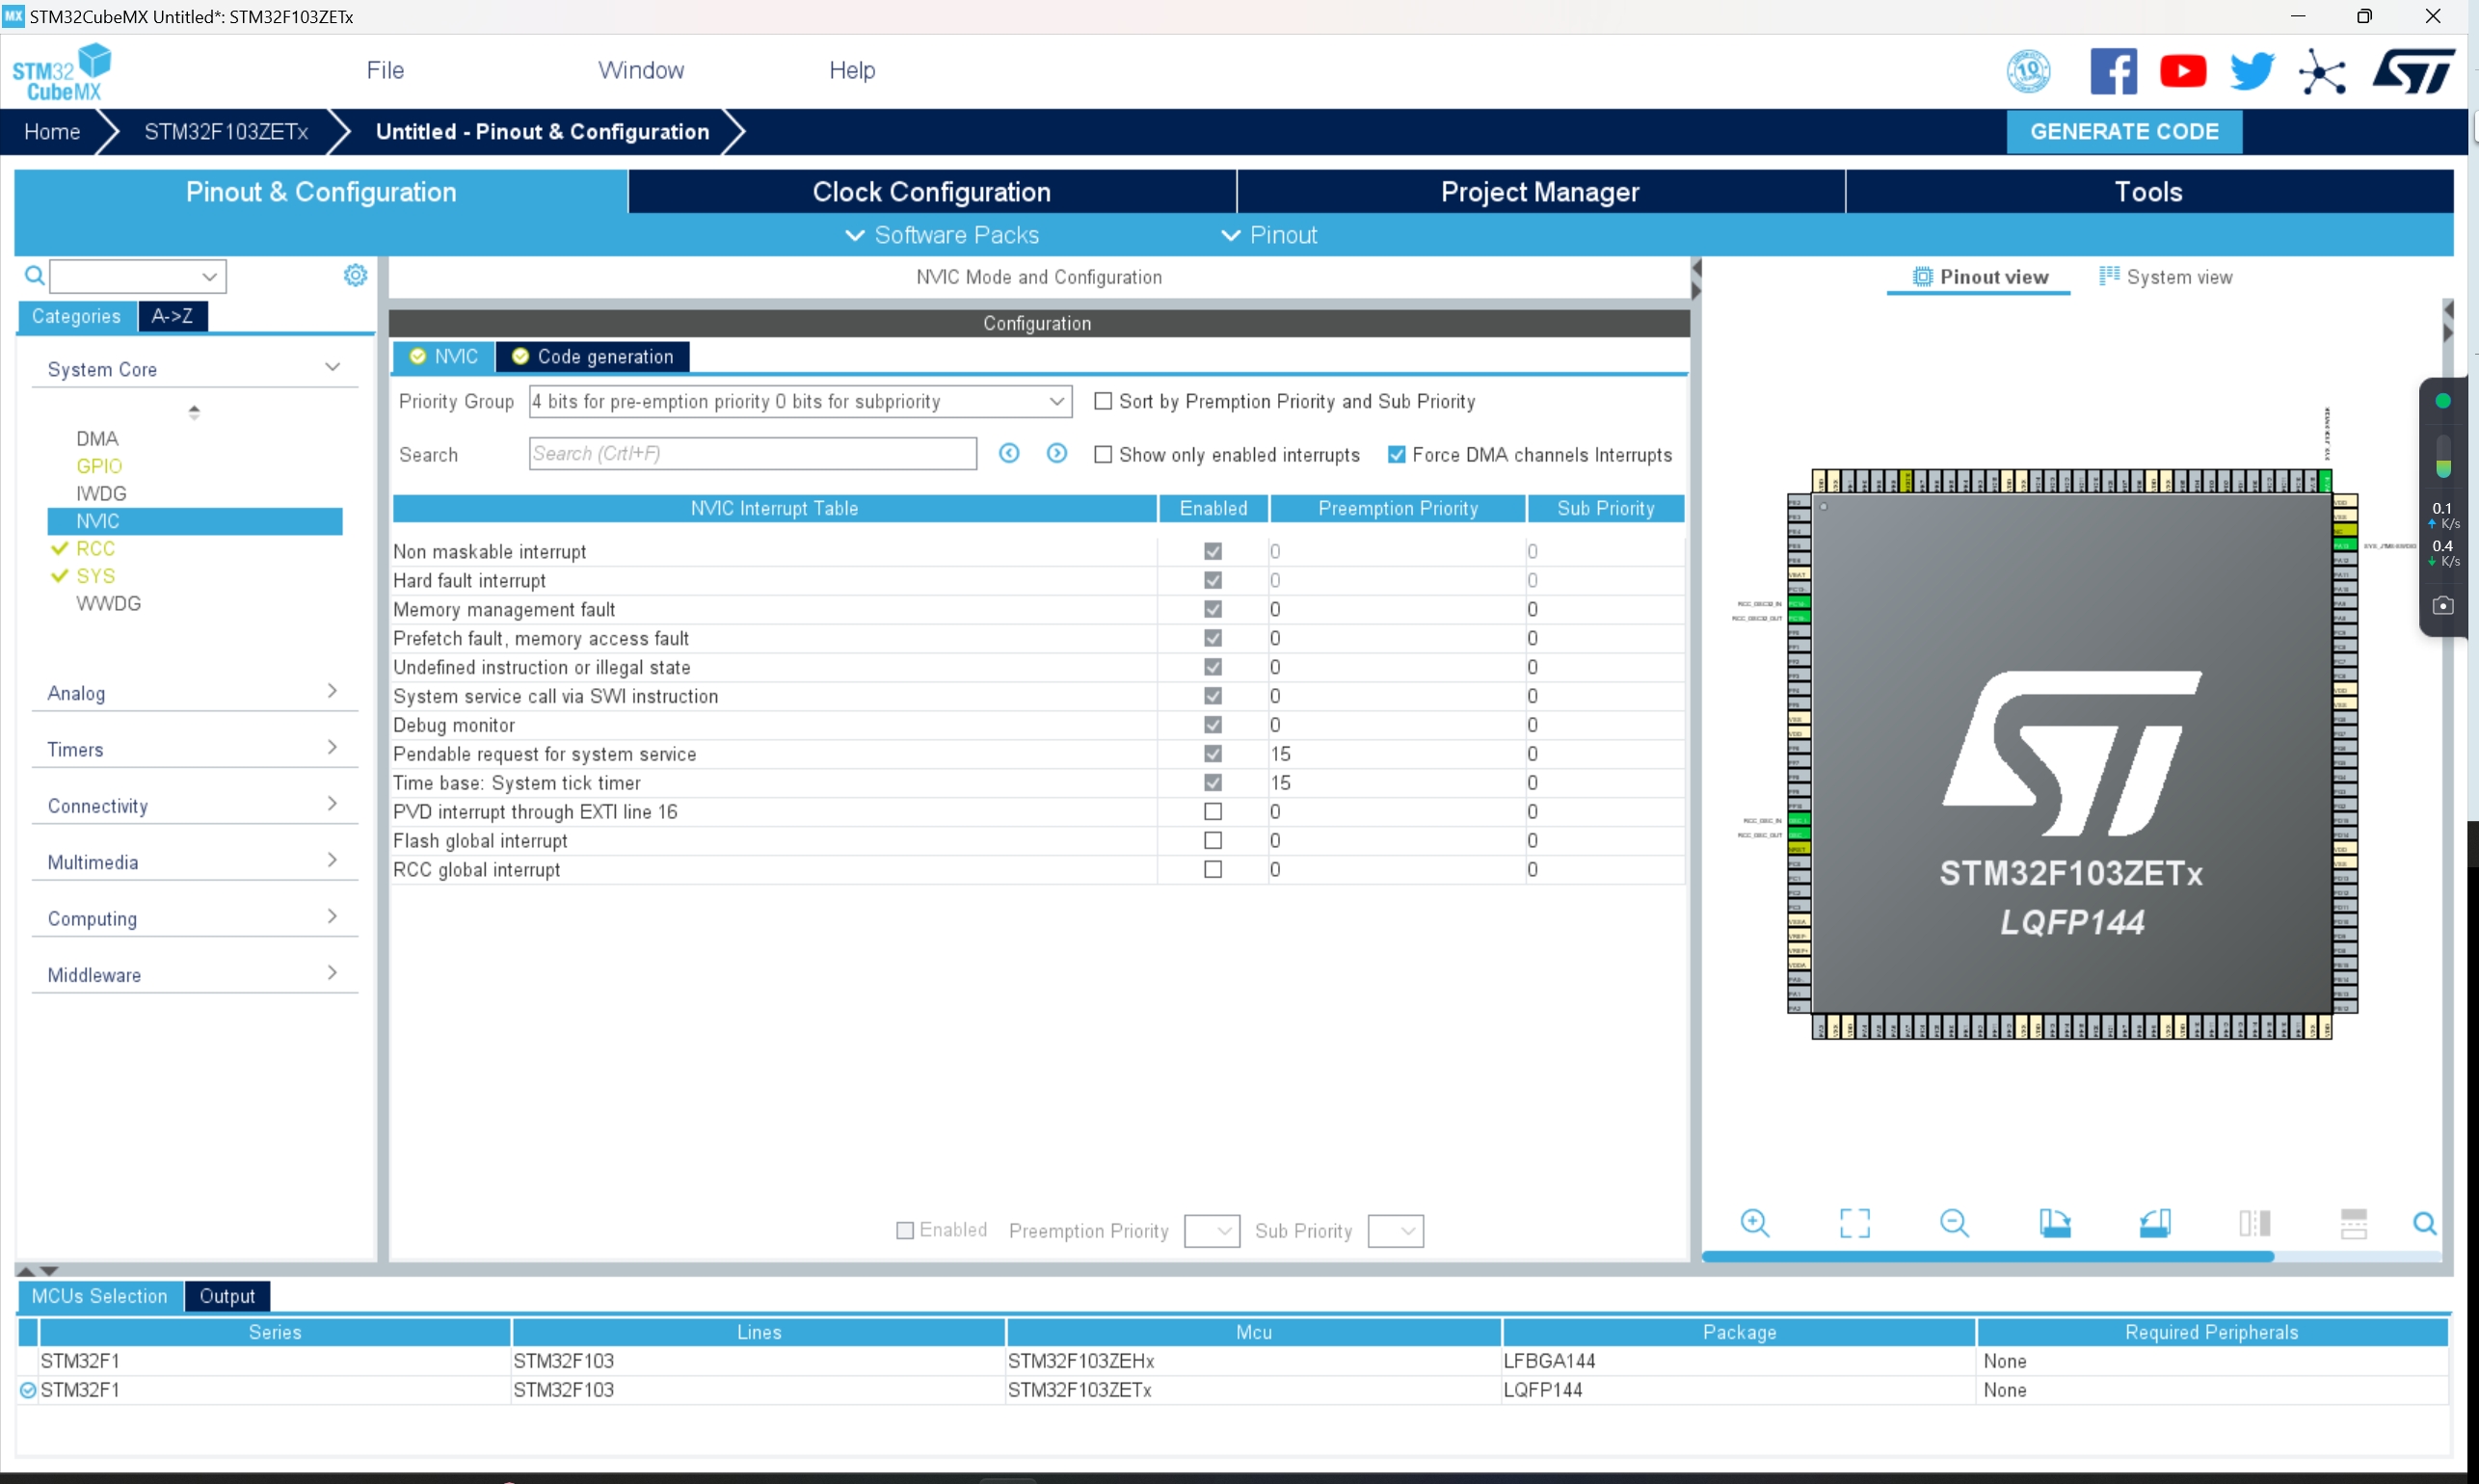 STM32CubeMX Untitled*: STM32F103ZETx
STM32
CubeMX
File
Window
Help
10
Home
STM32F103ZETx
Untitled - Pinout & Configuration
GENERATE CODE
Pinout & Configuration
Clock Configuration
Project Manager
Tools
Software Packs
Pinout
NVIC Mode and Configuration
Pinout view
System view
Categories
A->Z
Configuration
NVIC
Code generation
System Core
DMA
GPIO
IWDG
NVIC
RCC
SYS
WWDG
Analog
Timers
Connectivity
Multimedia
Computing
Middleware
Priority Group 4 bits for pre-emption priority 0 bits for subpriority
Sort by Premption Priority and Sub Priority
Search Search (Crtl+F)
Show only enabled interrupts
Force DMA channels Interrupts
NVIC Interrupt Table Enabled Preemption Priority Sub Priority
Non maskable interrupt 0 0
Hard fault interrupt 0 0
Memory management fault 0 0
Prefetch fault, memory access fault 0 0
Undefined instruction or illegal state 0 0
System service call via SWI instruction 0 0
Debug monitor 0 0
Pendable request for system service 15 0
Time base: System tick timer 15 0
PVD interrupt through EXTI line 16 0 0
Flash global interrupt 0 0
RCC global interrupt 0 0
Enabled Preemption Priority Sub Priority
RCC_OSC32_IN
RCC_OSC32_OUT
RCC_OSC_IN
RCC_OSC_OUT
STM32F103ZETx
LQFP144
0.1
K/s
0.4
K/s
MCUs Selection
Output
Series Lines Mcu Package Required Peripherals
STM32F1 STM32F103 STM32F103ZEHx LFBGA144 None
STM32F1 STM32F103 STM32F103ZETx LQFP144 None